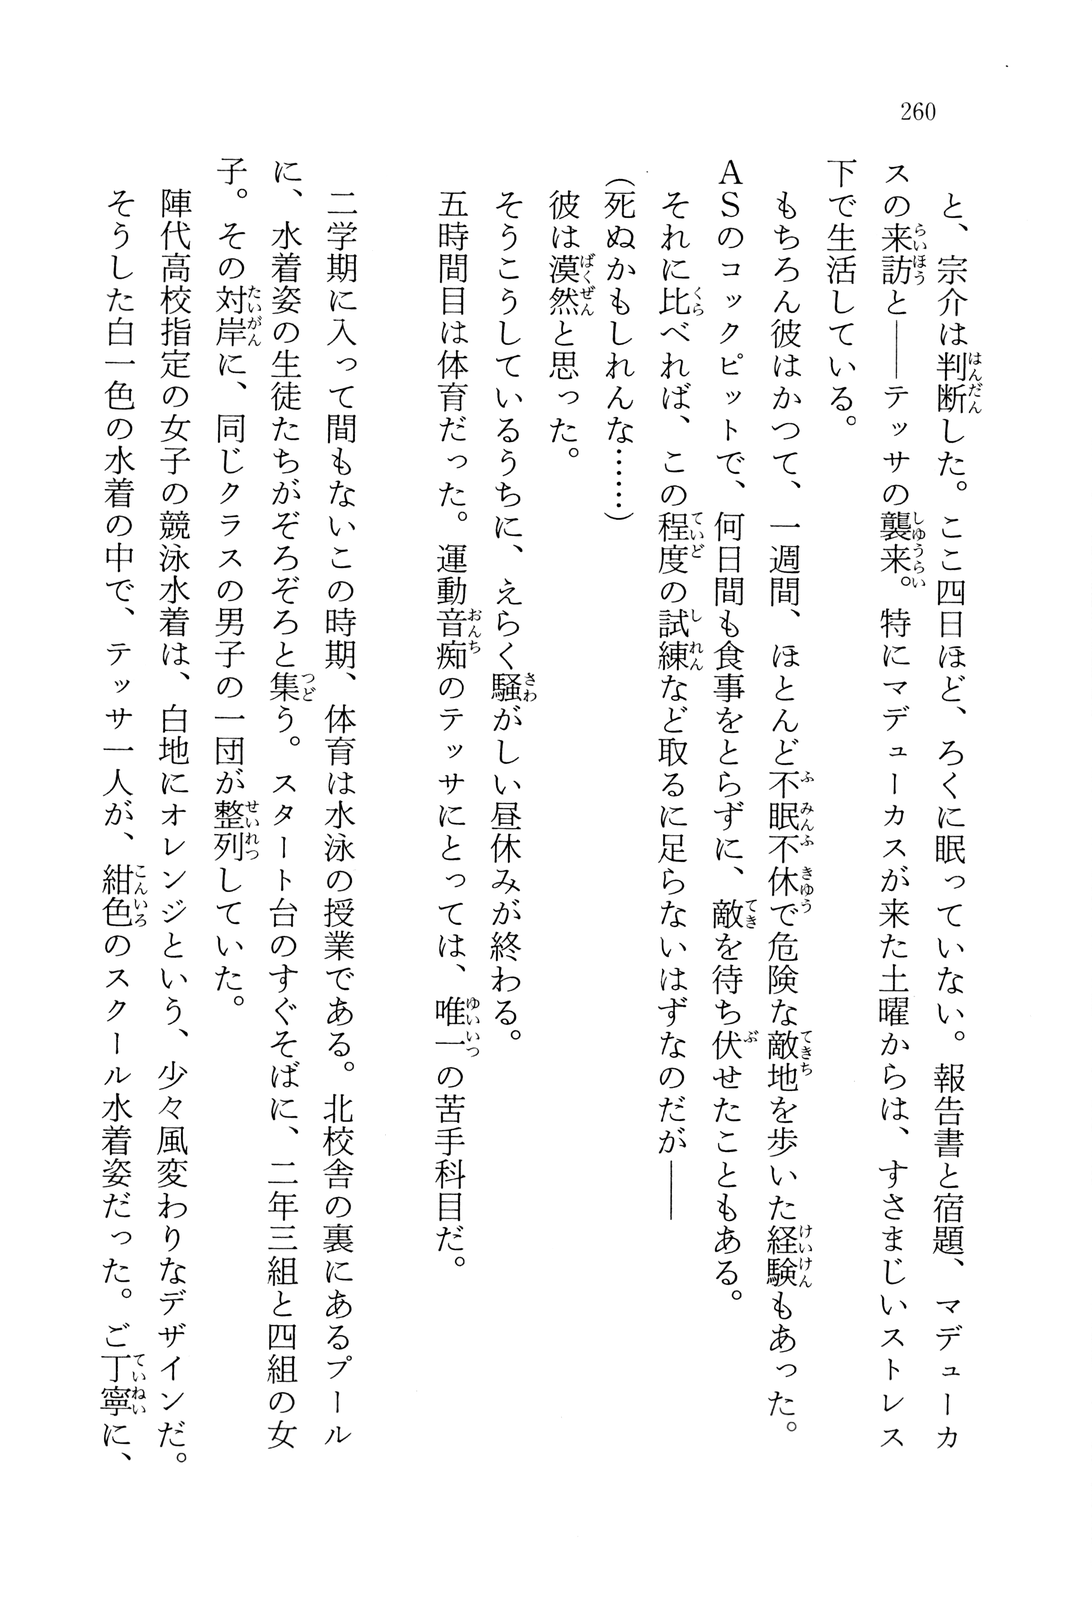 260
と、宗介は判断した。ここ四日ほど、ろくに眠っていない。報告書と宿題、マデューカ
スの来訪と――テッサの襲来。特にマデューカスが来た土曜からは、すさまじいストレス
下で生活している。
もちろん彼はかつて、一週間、ほとんど不眠不休で危険な敵地を歩いた経験もあった。
ASのコックピットで、何日間も食事をとらずに、敵を待ち伏せたこともある。
それに比べれば、この程度の試練など取るに足らないはずなのだが――
(死ぬかもしれんな……)
彼は漠然と思った。
そうこうしているうちに、えらく騒がしい昼休みが終わる。
五時間目は体育だった。運動音痴のテッサにとっては、唯一の苦手科目だ。
二学期に入って間もないこの時期、体育は水泳の授業である。北校舎の裏にあるプール
に、水着姿の生徒たちがぞろぞろと集う。スタート台のすぐそばに、二年三組と四組の女
子。その対岸に、同じクラスの男子の一団が整列していた。
陣代高校指定の女子の競泳水着は、白地にオレンジという、少々風変わりなデザインだ。
そうした白一色の水着の中で、テッサ一人が、紺色のスクール水着姿だった。ご丁寧に、